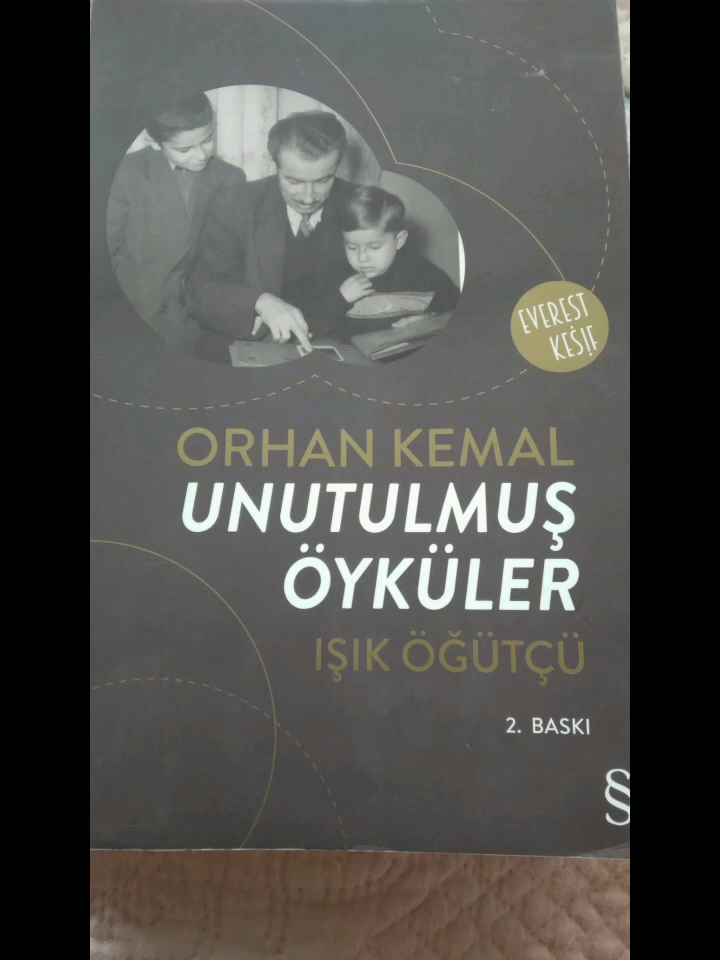 EVEREST
KEŞİF
ORHAN KEMAL
UNUTULMUŞ
ÖYKÜLER
IŞIK ÖĞÜTÇÜ
2. BASKI